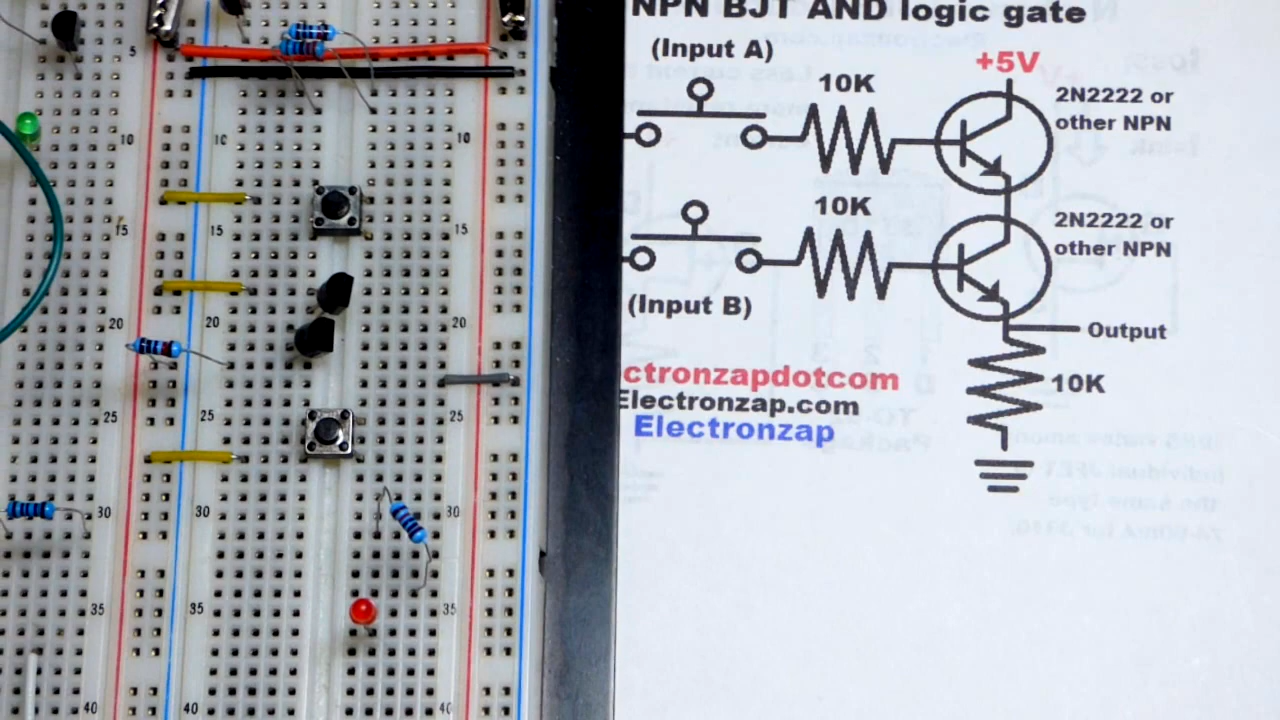 NPN BJT AND logic gate
(Input A)
+5V
10K
2N2222 or
other NPN
10K
2N2222 or
other NPN
(Input B)
Output
ctronzapdotcom
10K
Electronzap.com
Electronzap
5
10
10
10
15
15
15
20
20
20
25
25
25
30
30
30
35
35
35
40
40
40